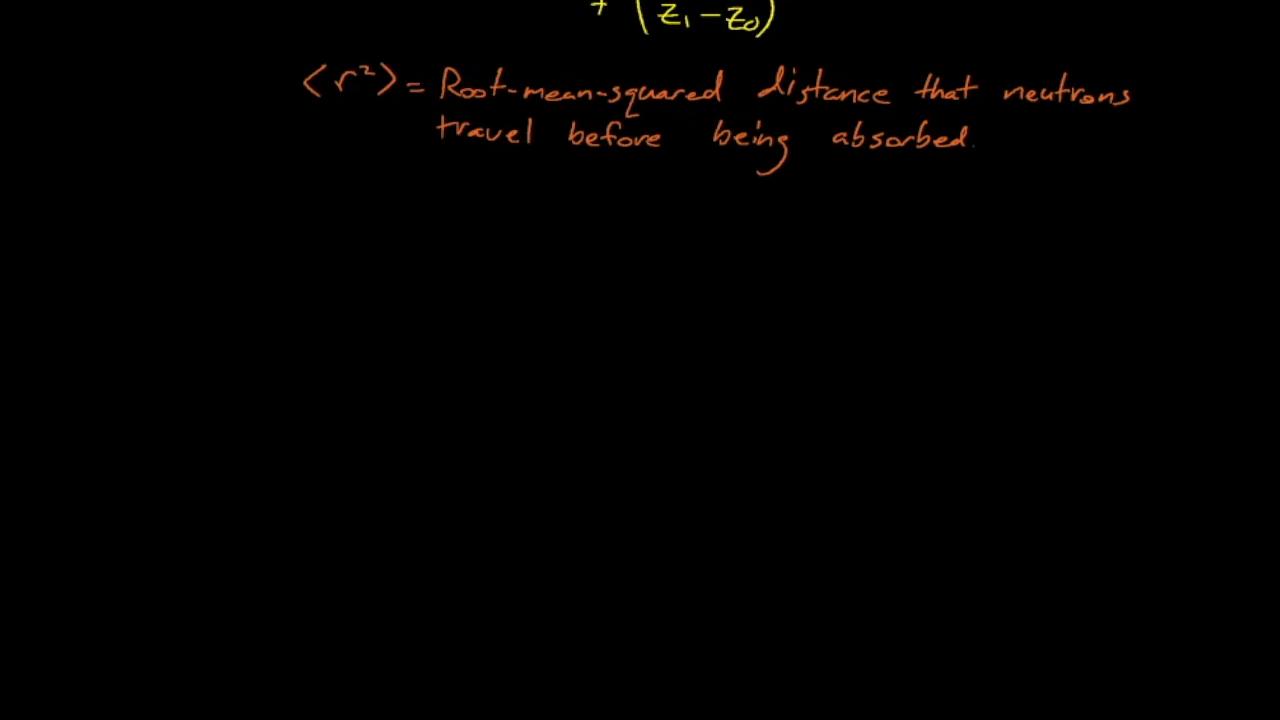 + (z₁ - z₀)
⟨r²⟩ = Root-mean-squared distance that neutrons
travel before being absorbed.